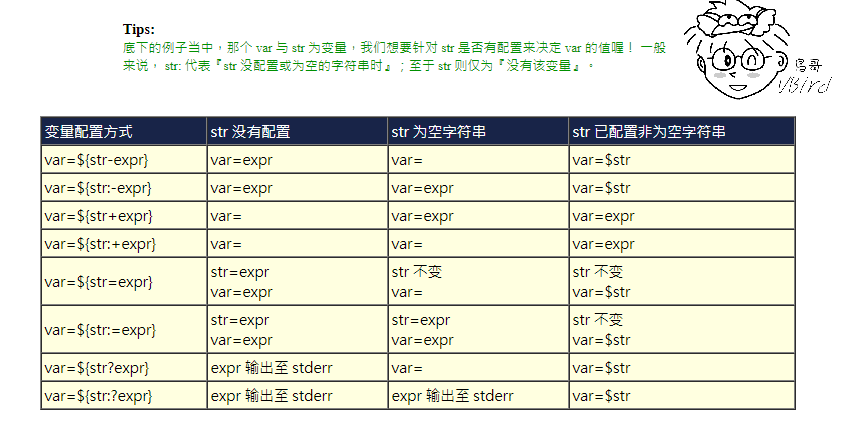 Tips:
底下的例子当中，那个 var 与 str 为变量，我们想要针对 str 是否有配置来决定 var 的值喔！ 一般
来说， str: 代表『str 没配置或为空的字符串时』；至于 str 则仅为『没有该变量』。
鸟哥
VBird
变量配置方式 str 没有配置 str 为空字符串 str 已配置非为空字符串
var=${str-expr} var=expr var= var=$str
var=${str:-expr} var=expr var=expr var=$str
var=${str+expr} var= var=expr var=expr
var=${str:+expr} var= var= var=expr
var=${str=expr} str=expr str 不变 str 不变
var=expr var= var=$str
var=${str:=expr} str=expr str=expr str 不变
var=expr var=expr var=$str
var=${str?expr} expr 输出至 stderr var= var=$str
var=${str:?expr} expr 输出至 stderr expr 输出至 stderr var=$str